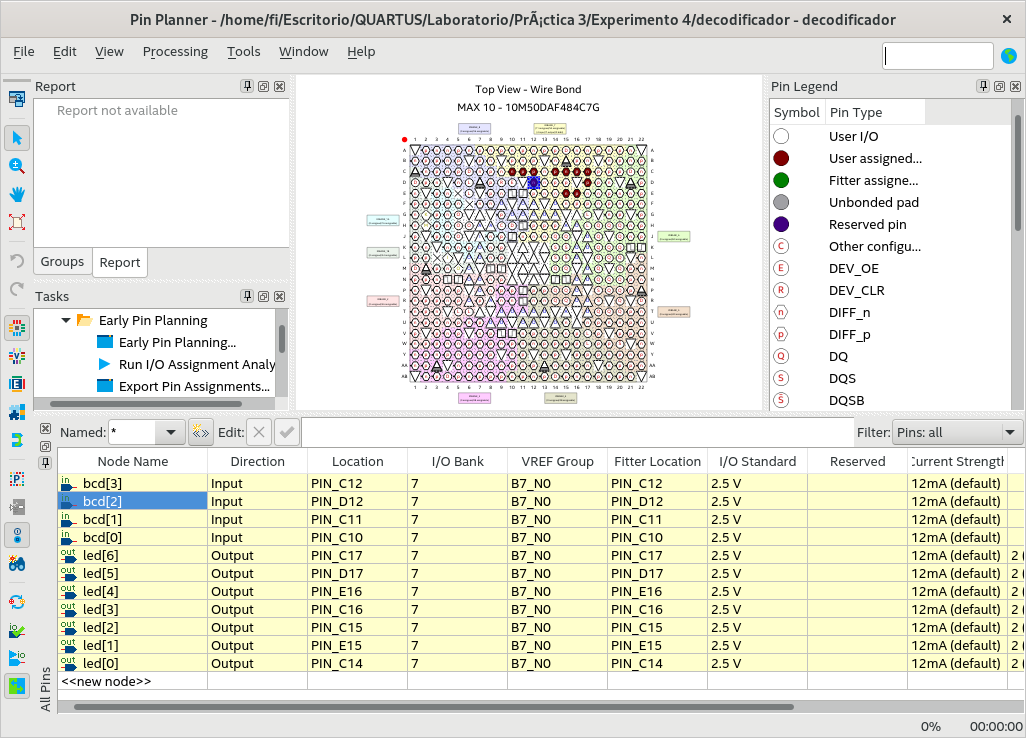 Pin Planner - /home/fi/Escritorio/QUARTUS/Laboratorio/PrÃ¡ctica 3/Experimento 4/decodificador - decodificador
File Edit View Processing Tools Window Help
Report
Report not available
Groups Report
Tasks
Early Pin Planning
Early Pin Planning...
Run I/O Assignment Analy
Export Pin Assignments...
Top View - Wire Bond
MAX 10 - 10M50DAF484C7G
Pin Legend
Symbol Pin Type
User I/O
User assigned...
Fitter assigne...
Unbonded pad
Reserved pin
C Other configu...
E DEV_OE
R DEV_CLR
n DIFF_n
p DIFF_p
Q DQ
S DQS
S DQSB
Named: * Edit: Filter: Pins: all
Node Name Direction Location I/O Bank VREF Group Fitter Location I/O Standard Reserved Current Strength
in bcd[3] Input PIN_C12 7 B7_N0 PIN_C12 2.5 V 12mA (default)
in bcd[2] Input PIN_D12 7 B7_N0 PIN_D12 2.5 V 12mA (default)
in bcd[1] Input PIN_C11 7 B7_N0 PIN_C11 2.5 V 12mA (default)
in bcd[0] Input PIN_C10 7 B7_N0 PIN_C10 2.5 V 12mA (default)
out led[6] Output PIN_C17 7 B7_N0 PIN_C17 2.5 V 12mA (default) 2 (
out led[5] Output PIN_D17 7 B7_N0 PIN_D17 2.5 V 12mA (default) 2 (
out led[4] Output PIN_E16 7 B7_N0 PIN_E16 2.5 V 12mA (default) 2 (
out led[3] Output PIN_C16 7 B7_N0 PIN_C16 2.5 V 12mA (default) 2 (
out led[2] Output PIN_C15 7 B7_N0 PIN_C15 2.5 V 12mA (default) 2 (
out led[1] Output PIN_E15 7 B7_N0 PIN_E15 2.5 V 12mA (default) 2 (
out led[0] Output PIN_C14 7 B7_N0 PIN_C14 2.5 V 12mA (default) 2 (
<<new node>>
All Pins
0% 00:00:00